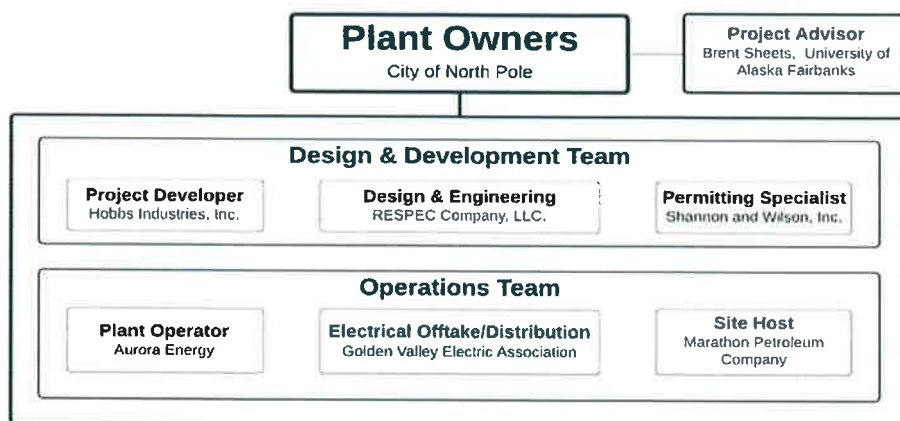 Plant Owners
City of North Pole
Project Advisor
Brent Sheets, University of
Alaska Fairbanks
Design & Development Team
Project Developer
Hobbs Industries, Inc.
Design & Engineering
RESPEC Company, LLC.
Permitting Specialist
Shannon and Wilson, Inc.
Operations Team
Plant Operator
Aurora Energy
Electrical Offtake/Distribution
Golden Valley Electric Association
Site Host
Marathon Petroleum
Company